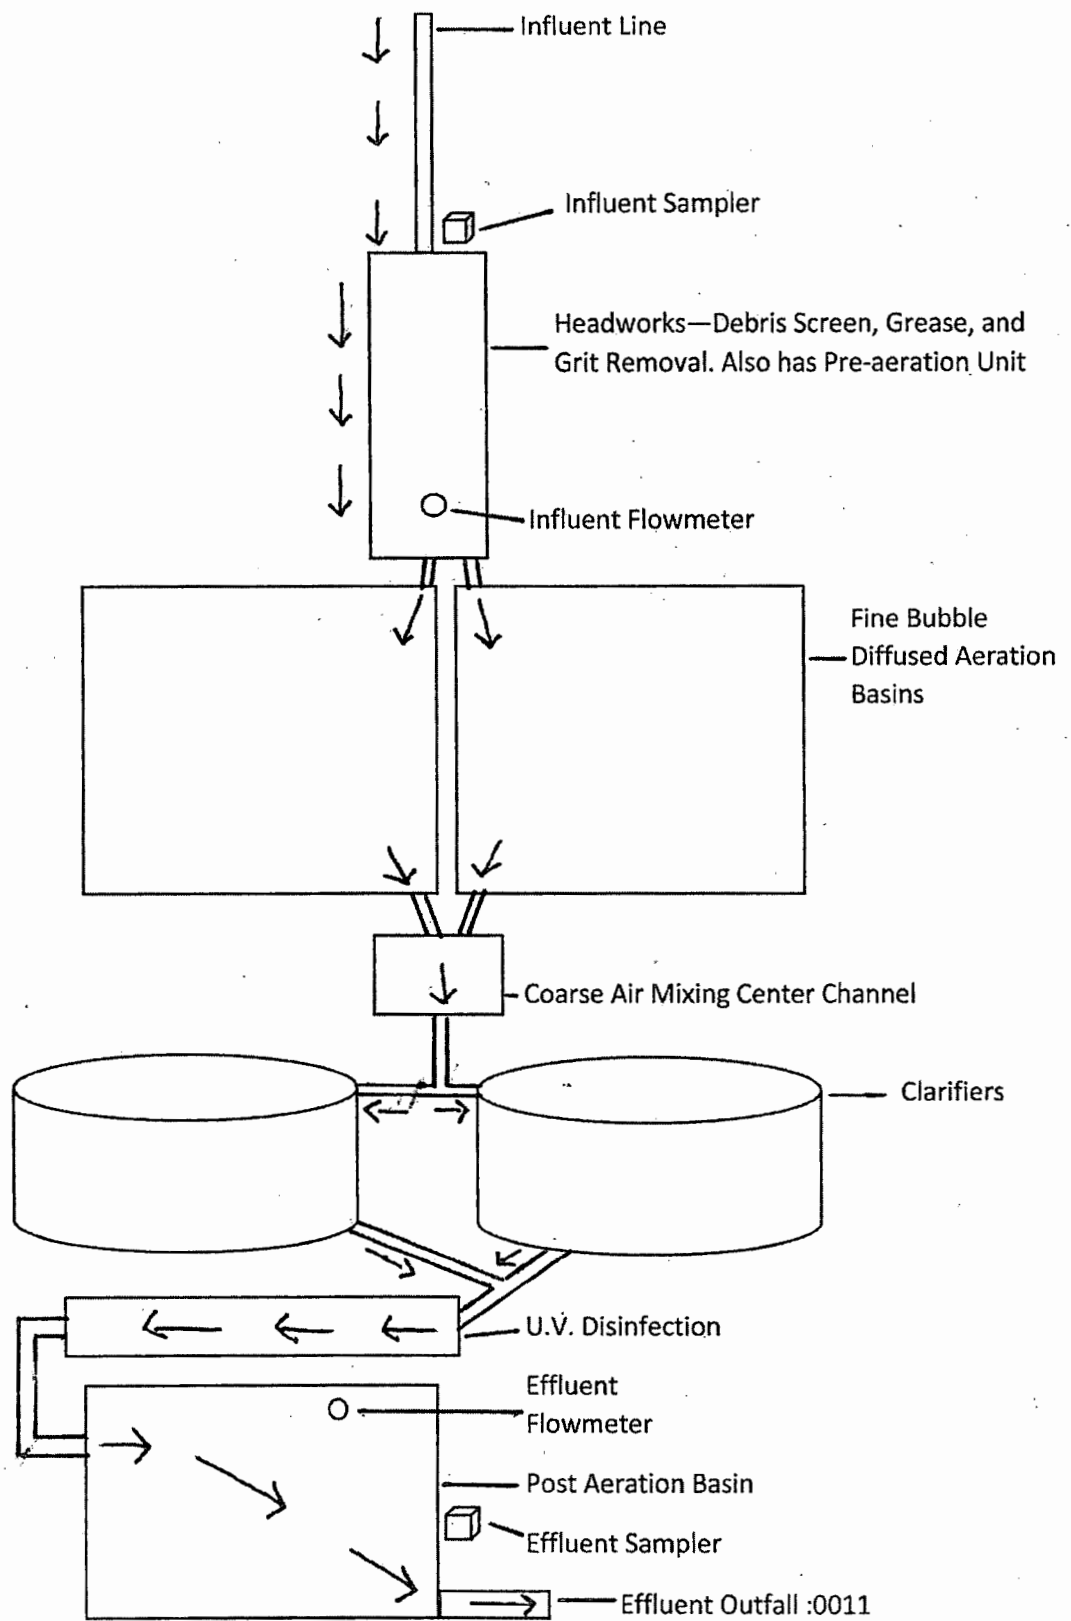 Influent Line
Influent Sampler
Headworks—Debris Screen, Grease, and
Grit Removal. Also has Pre-aeration Unit
Influent Flowmeter
Fine Bubble
Diffused Aeration
Basins
Coarse Air Mixing Center Channel
Clarifiers
U.V. Disinfection
Effluent
Flowmeter
Post Aeration Basin
Effluent Sampler
Effluent Outfall :0011